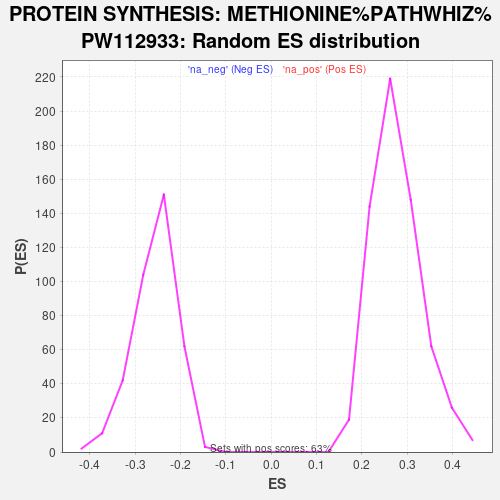 PROTEIN SYNTHESIS: METHIONINE%PATHWHIZ%
PW112933: Random ES distribution
'na_neg' (Neg ES) 'na_pos' (Pos ES)
220
200
180
160
140
120
100
80
60
40
20
0
P(ES)
Sets with pos scores: 63%
-0.4 -0.3 -0.2 -0.1 0.0 0.1 0.2 0.3 0.4
ES